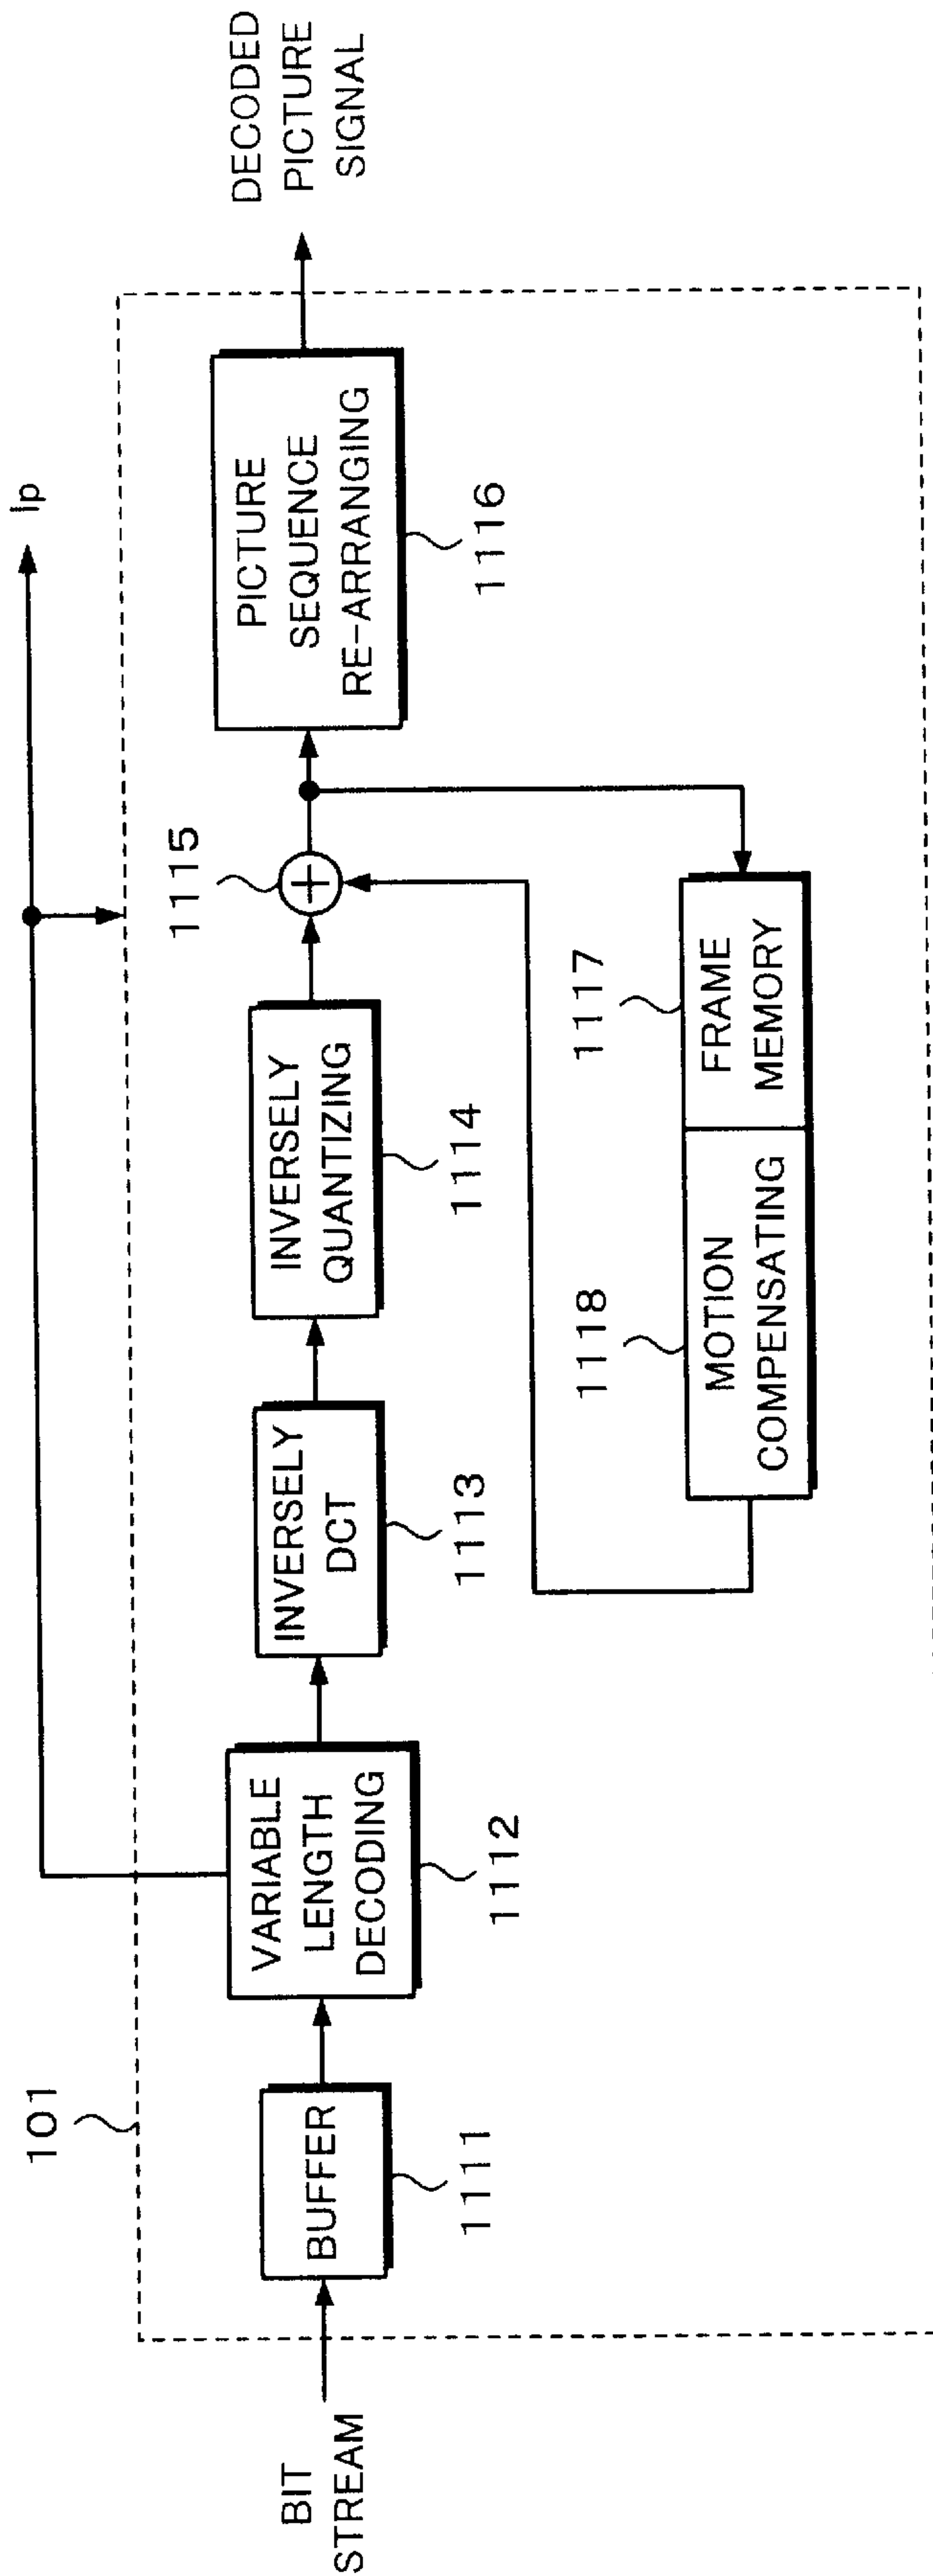 BIT
STREAM
101
BUFFER
1111
VARIABLE
LENGTH
DECODING
1112
INVERSELY
DCT
1113
INVERSELY
QUANTIZING
1114
1115
PICTURE
SEQUENCE
RE-ARRANGING
1116
Ip
DECODED
PICTURE
SIGNAL
MOTION
COMPENSATING
1118
FRAME
MEMORY
1117